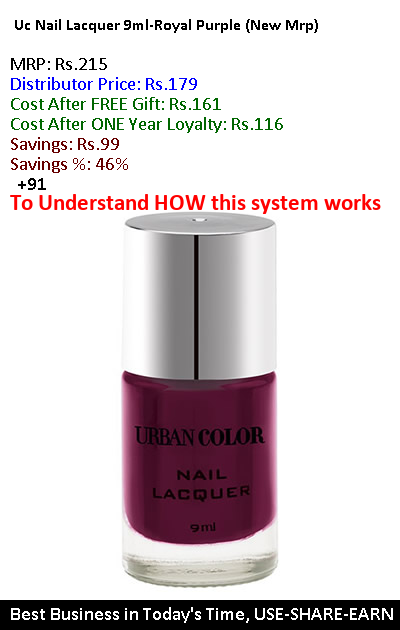 Uc Nail Lacquer 9ml-Royal Purple (New Mrp)
MRP: Rs.215
Distributor Price: Rs.179
Cost After FREE Gift: Rs.161
Cost After ONE Year Loyalty: Rs.116
Savings: Rs.99
Savings %: 46%
+91
To Understand HOW this system works
URBAN COLOR
NAIL
LACQUER
9ml
Best Business in Today's Time, USE-SHARE-EARN